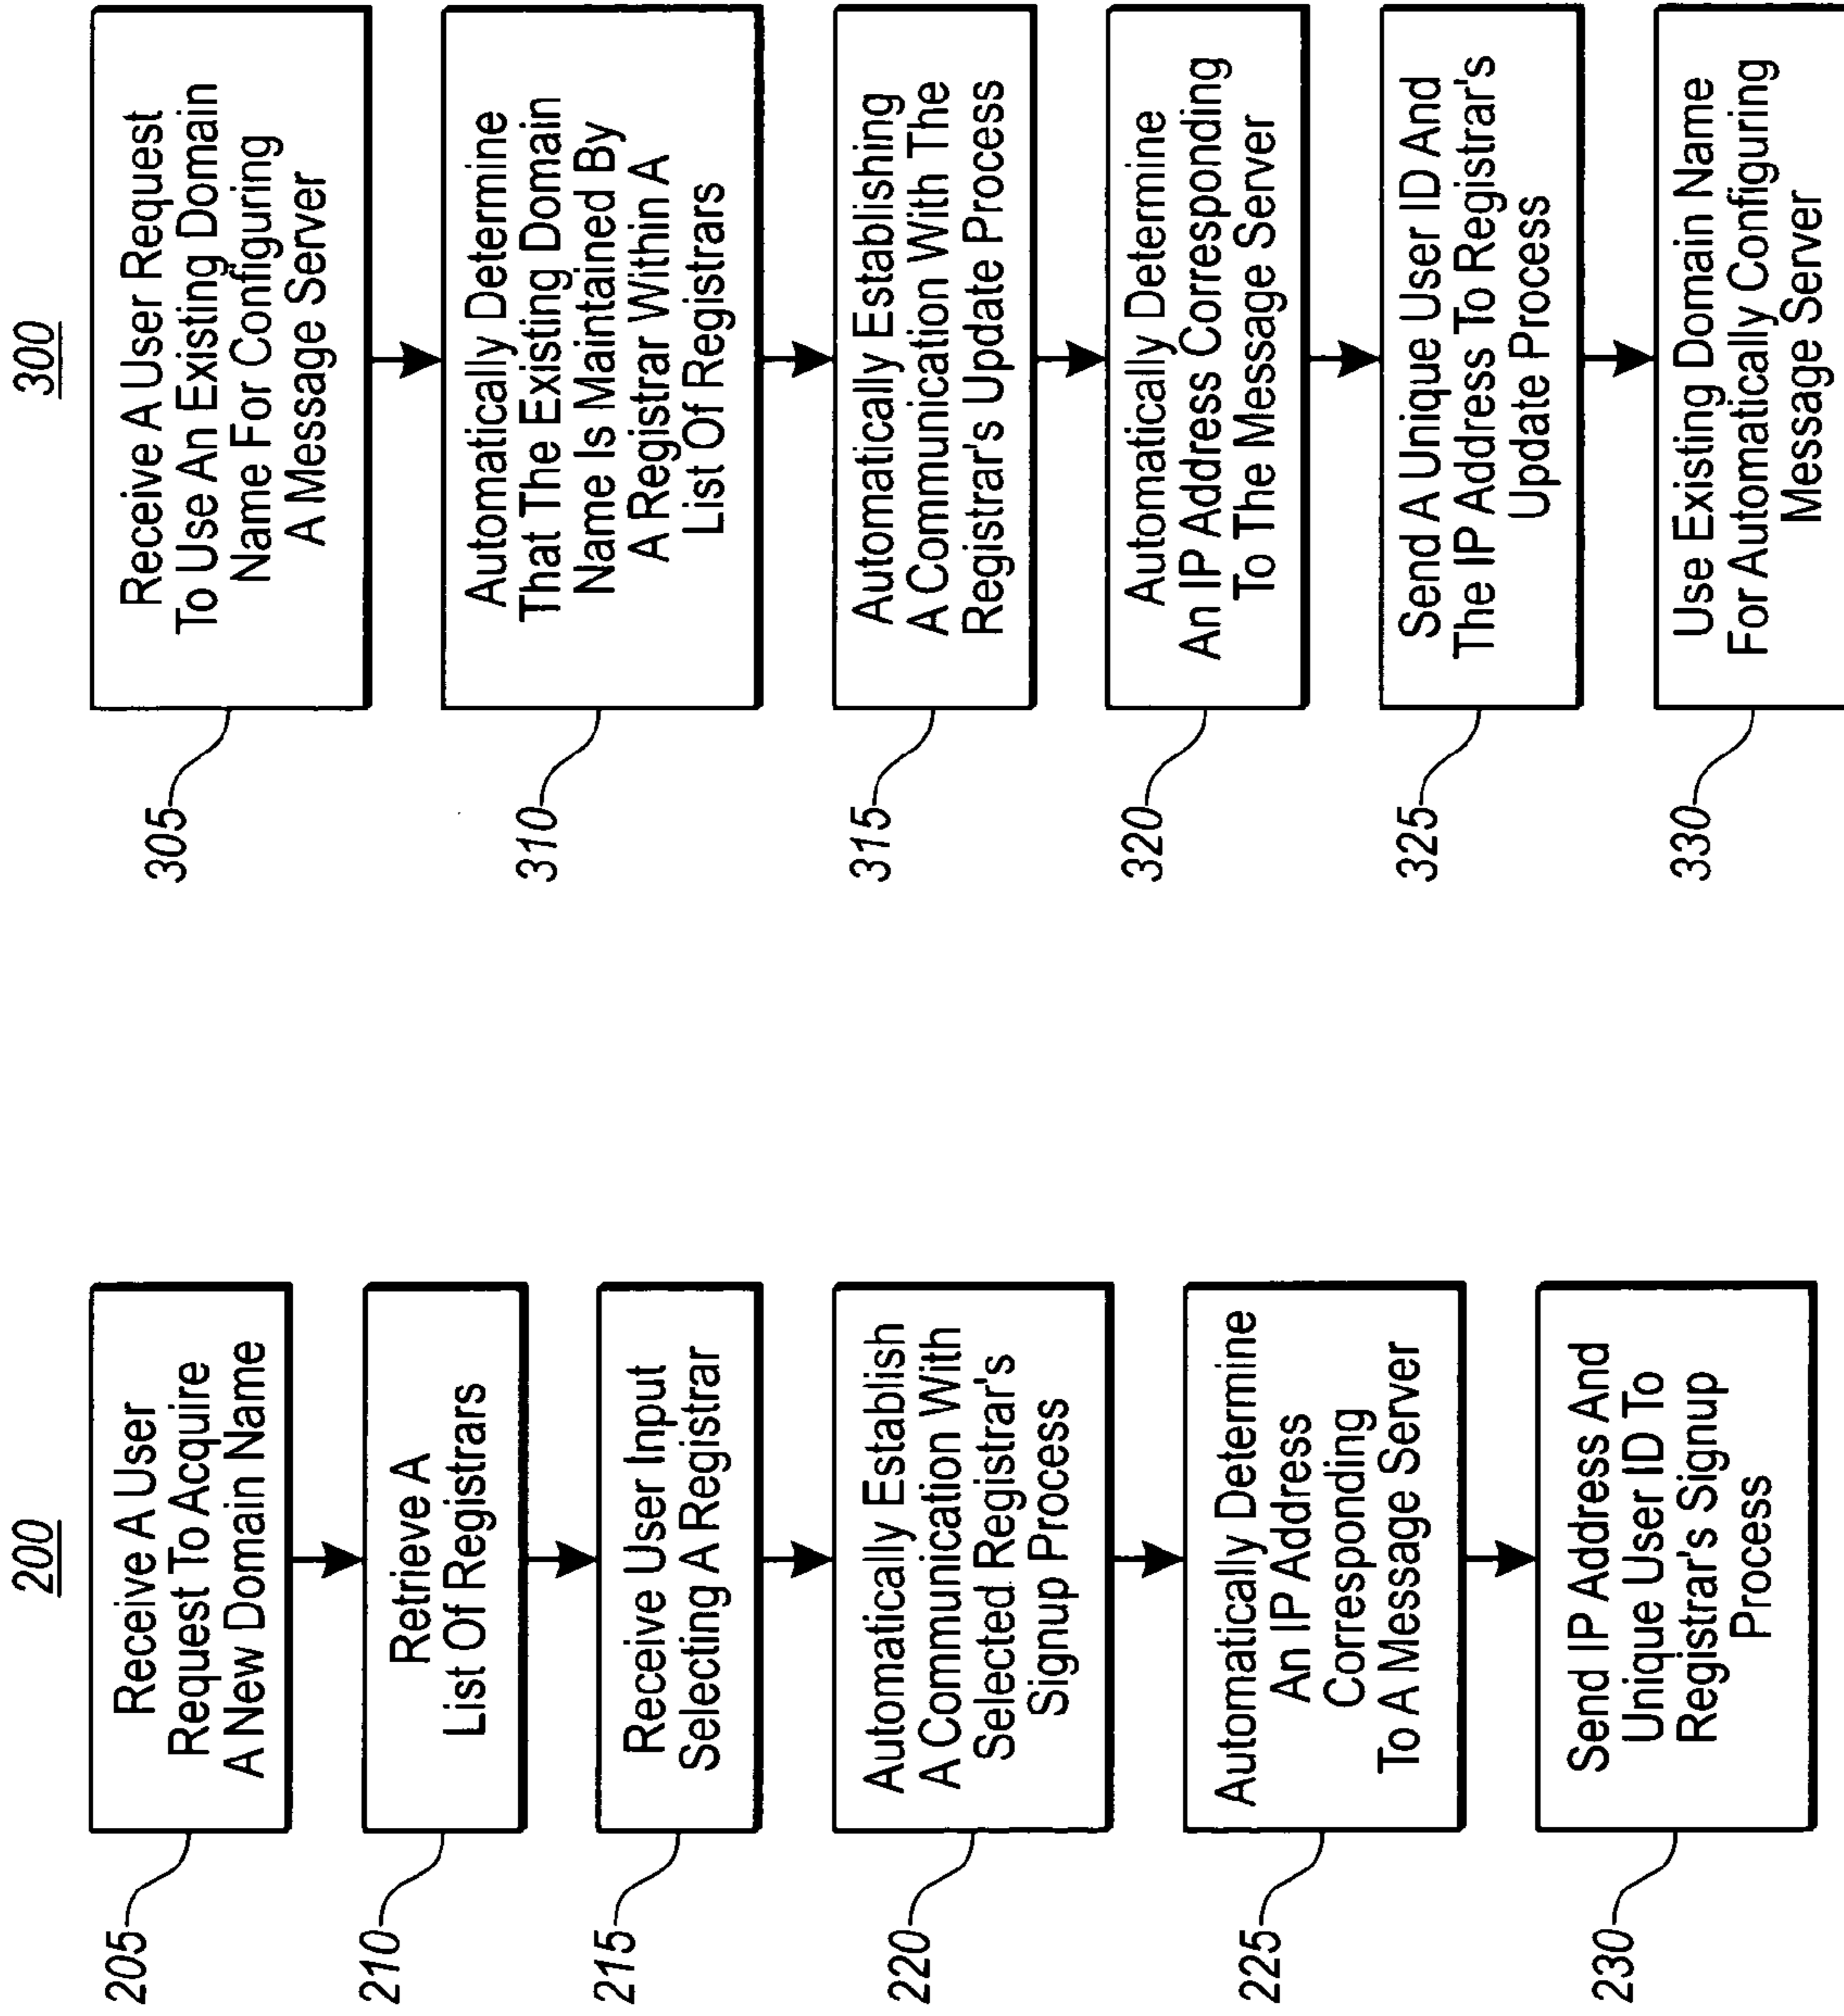 200
205
Receive A User
Request To Acquire
A New Domain Name
210
Retrieve A
List Of Registrars
215
Receive User Input
Selecting A Registrar
220
Automatically Establish
A Communication With
Selected Registrar's
Signup Process
225
Automatically Determine
An IP Address
Corresponding
To A Message Server
230
Send IP Address And
Unique User ID To
Registrar's Signup
Process
300
305
Receive A User Request
To Use An Existing Domain
Name For Configuring
A Message Server
310
Automatically Determine
That The Existing Domain
Name Is Maintained By
A Registrar Within A
List Of Registrars
315
Automatically Establishing
A Communication With The
Registrar's Update Process
320
Automatically Determine
An IP Address Corresponding
To The Message Server
325
Send A Unique User ID And
The IP Address To Registrar's
Update Process
330
Use Existing Domain Name
For Automatically Configuring
Message Server